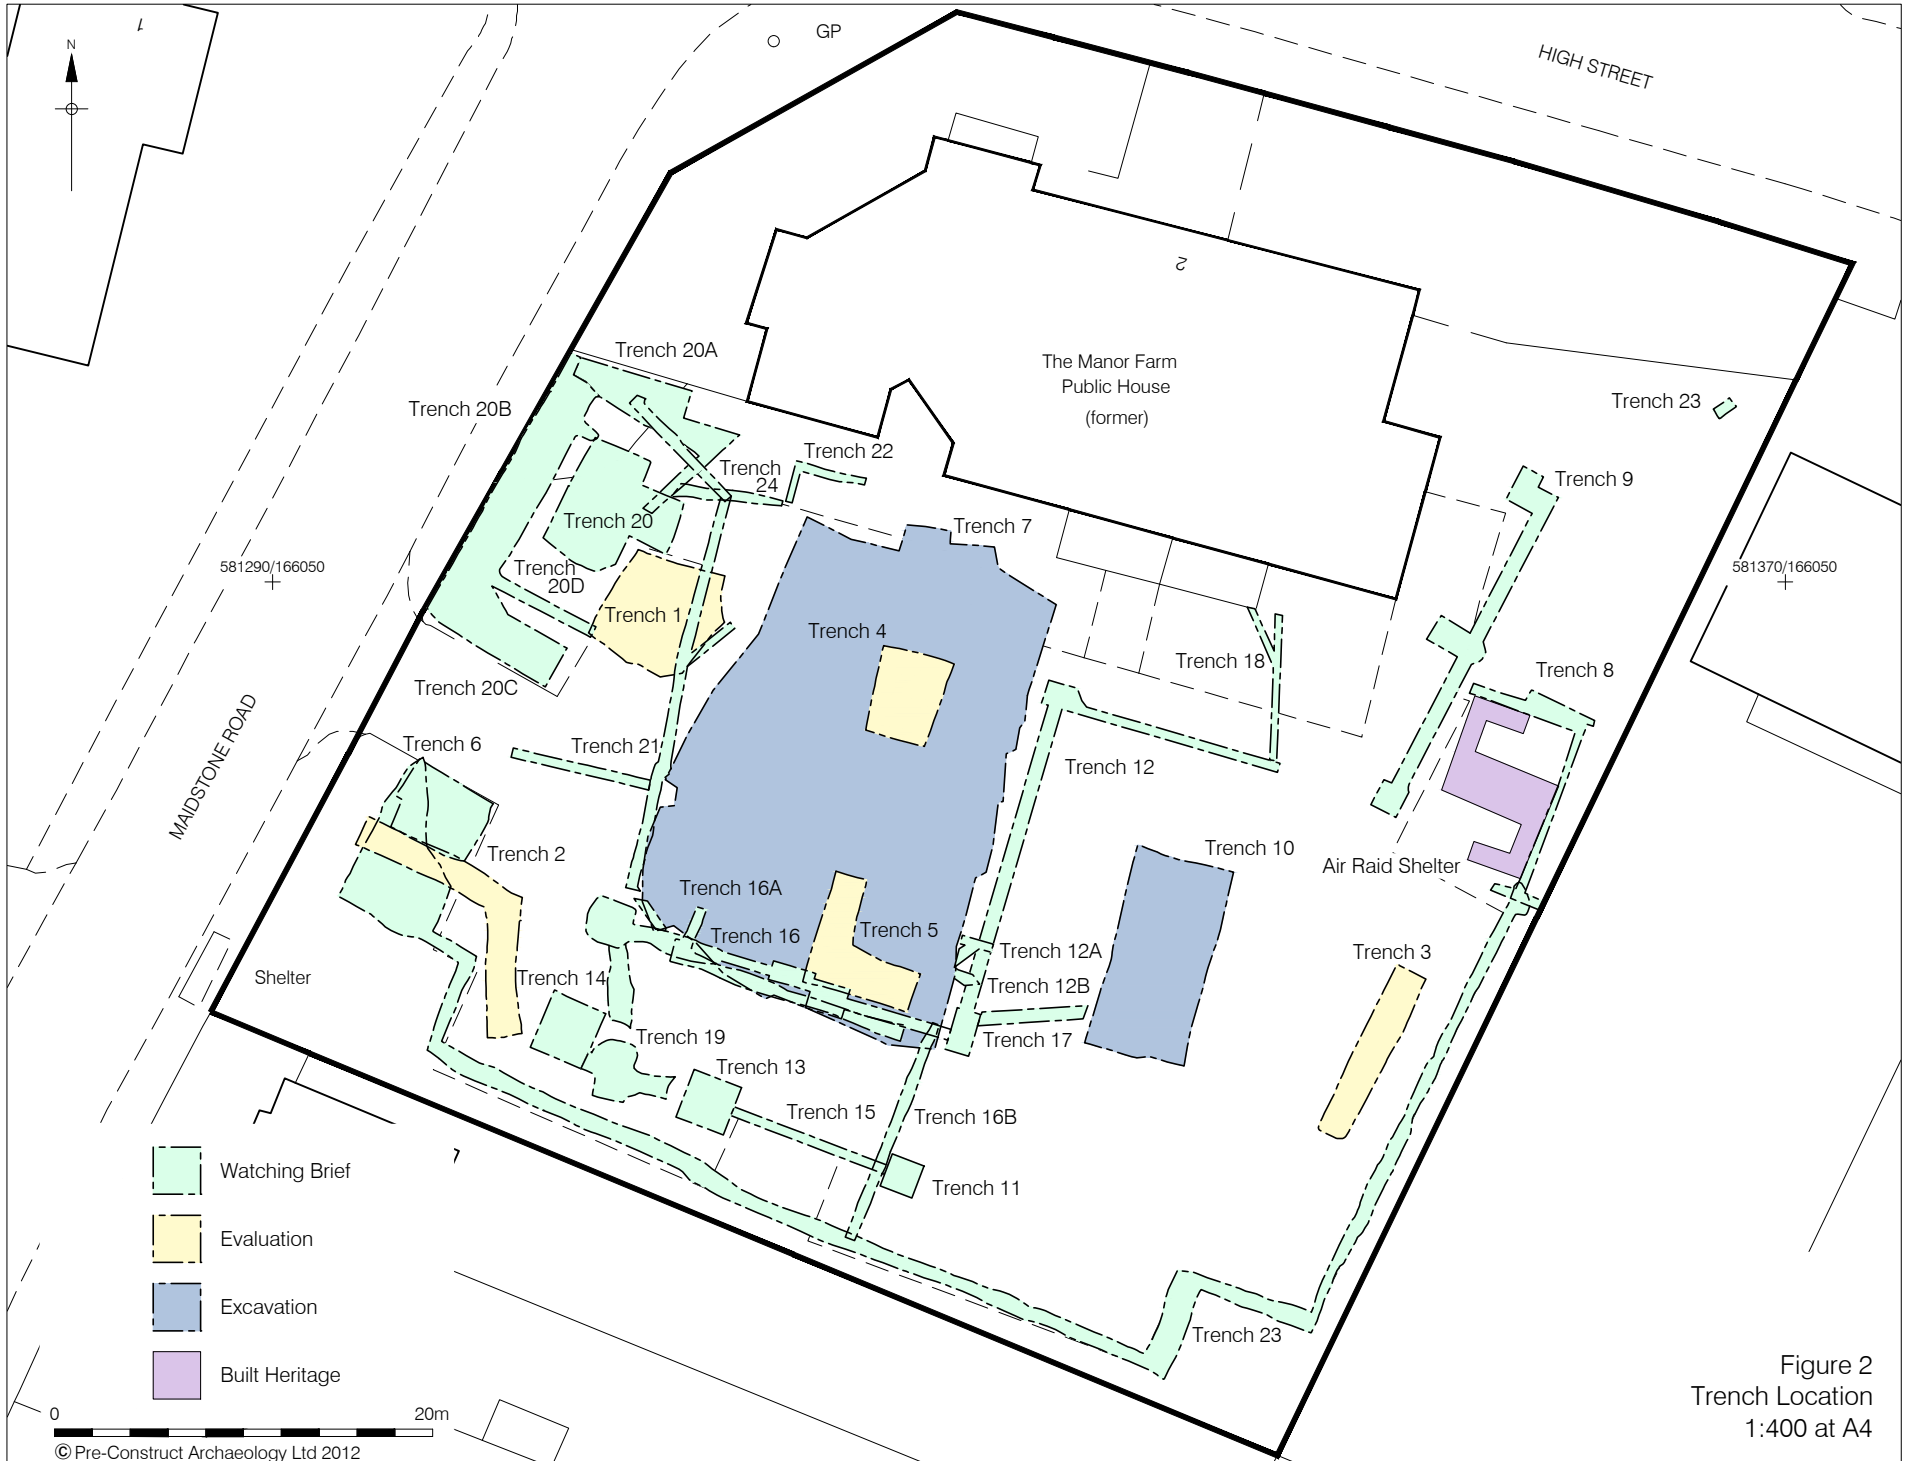 1
N
GP
HIGH STREET
2
Trench 20A
The Manor Farm
Public House
(former)
Trench 23
Trench 20B
Trench 22
Trench
24
Trench 9
Trench 20
Trench 7
581290/166050
581370/166050
Trench
20D
Trench 1
Trench 4
Trench 18
Trench 8
Trench 20C
MAIDSTONE ROAD
Trench 6
Trench 21
Trench 12
Trench 2
Trench 10
Air Raid Shelter
Trench 16A
Trench 16
Trench 5
Trench 12A
Trench 3
Shelter
Trench 14
Trench 12B
Trench 19
Trench 17
Trench 13
Trench 15
Trench 16B
Trench 11
Watching Brief
Evaluation
Excavation
Built Heritage
Trench 23
0 20m
© Pre-Construct Archaeology Ltd 2012
Figure 2
Trench Location
1:400 at A4